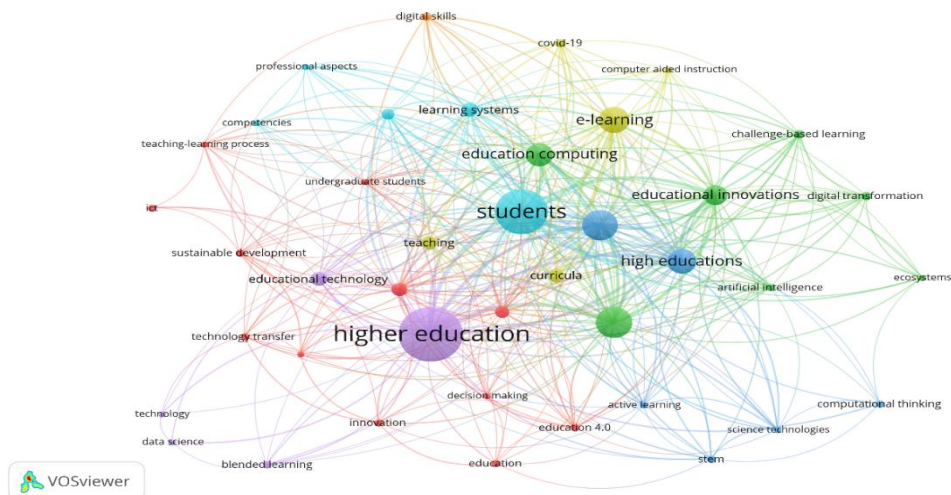 digital skills
covid-19
professional aspects
computer aided instruction
learning systems
e-learning
competencies
challenge-based learning
teaching-learning process
education computing
undergraduate students
educational innovations
digital transformation
ict
students
teaching
sustainable development
high educations
educational technology
curricula
ecosystems
artificial intelligence
higher education
technology transfer
decision making
active learning
computational thinking
technology
innovation
education 4.0
science technologies
data science
blended learning
education
stem
VOSviewer